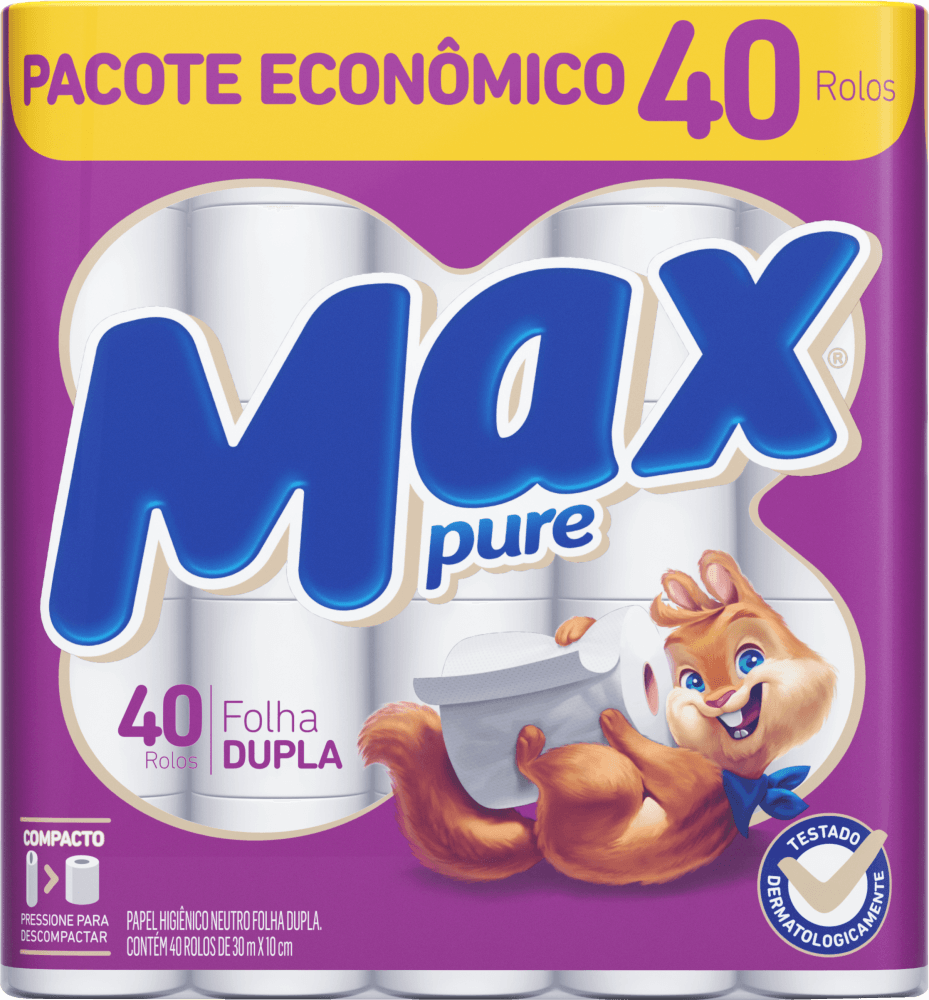 PACOTE ECONÔMICO 40 Rolos
Max®
pure
40 Rolos
Folha
DUPLA
COMPACTO
PRESSIONE PARA
DESCOMPACTAR
PAPEL HIGIÊNICO NEUTRO FOLHA DUPLA.
CONTÉM 40 ROLOS DE 30 m X 10 cm
TESTADO
DERMATOLOGICAMENTE